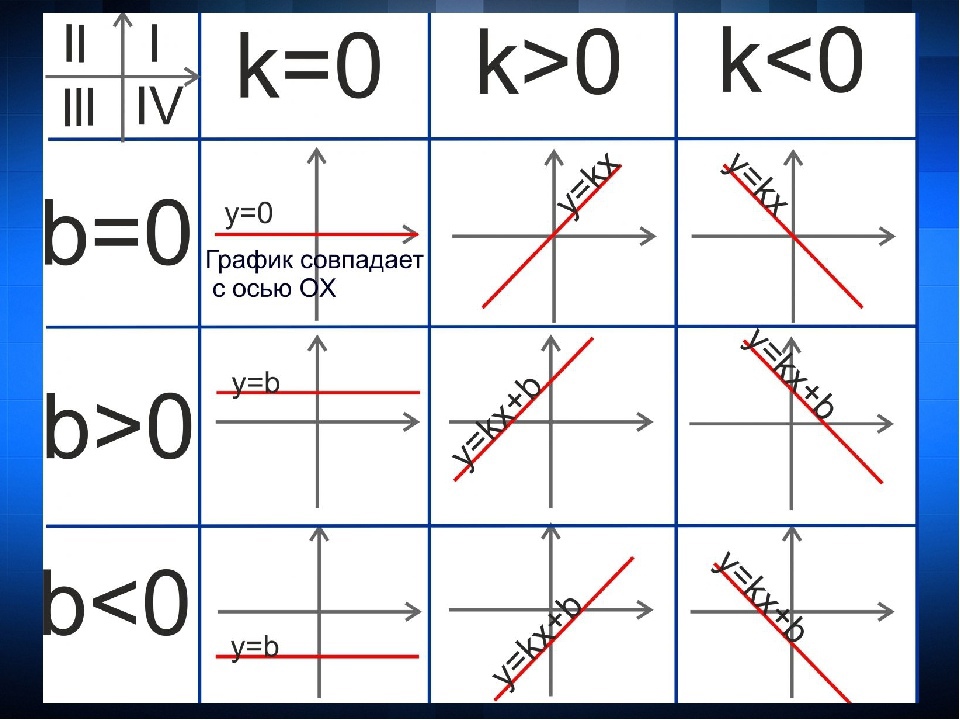 II I
III IV
k=0 k>0 k<0
b=0
y=0
График совпадает
с осью OX
y=kx
y=kx
b>0
y=b
y=kx+b
y=kx+b
b<0
y=b
y=kx+b
y=kx+b